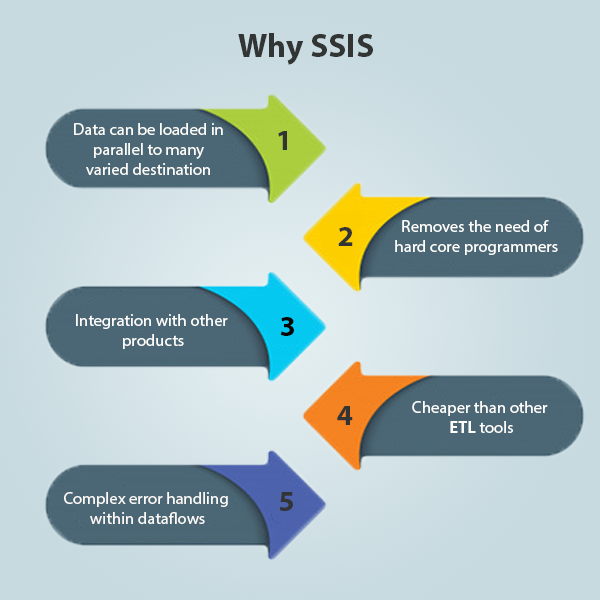 Why SSIS
Data can be loaded in
parallel to many
varied destination
1
2
Removes the need of
hard core programmers
Integration with other
products
3
4
Cheaper than other
ETL tools
Complex error handling
within dataflows
5